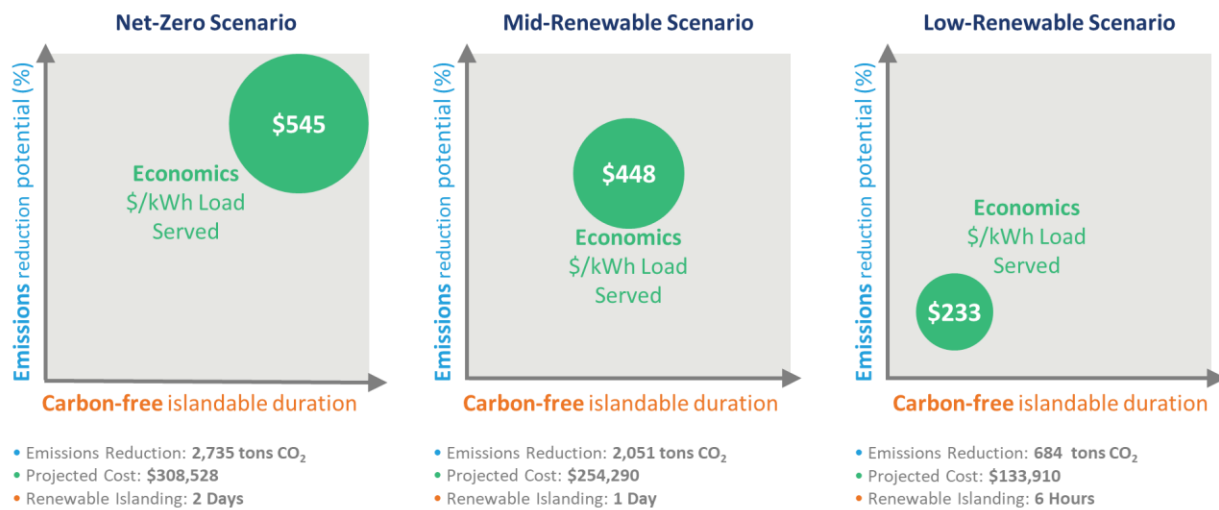 Net-Zero Scenario
Emissions reduction potential (%)
$545
Economics
$/kWh Load
Served
Carbon-free islandable duration
• Emissions Reduction: 2,735 tons CO₂
• Projected Cost: $308,528
• Renewable Islanding: 2 Days
Mid-Renewable Scenario
Emissions reduction potential (%)
$448
Economics
$/kWh Load
Served
Carbon-free islandable duration
• Emissions Reduction: 2,051 tons CO₂
• Projected Cost: $254,290
• Renewable Islanding: 1 Day
Low-Renewable Scenario
Emissions reduction potential (%)
Economics
$/kWh Load
Served
$233
Carbon-free islandable duration
• Emissions Reduction: 684 tons CO₂
• Projected Cost: $133,910
• Renewable Islanding: 6 Hours